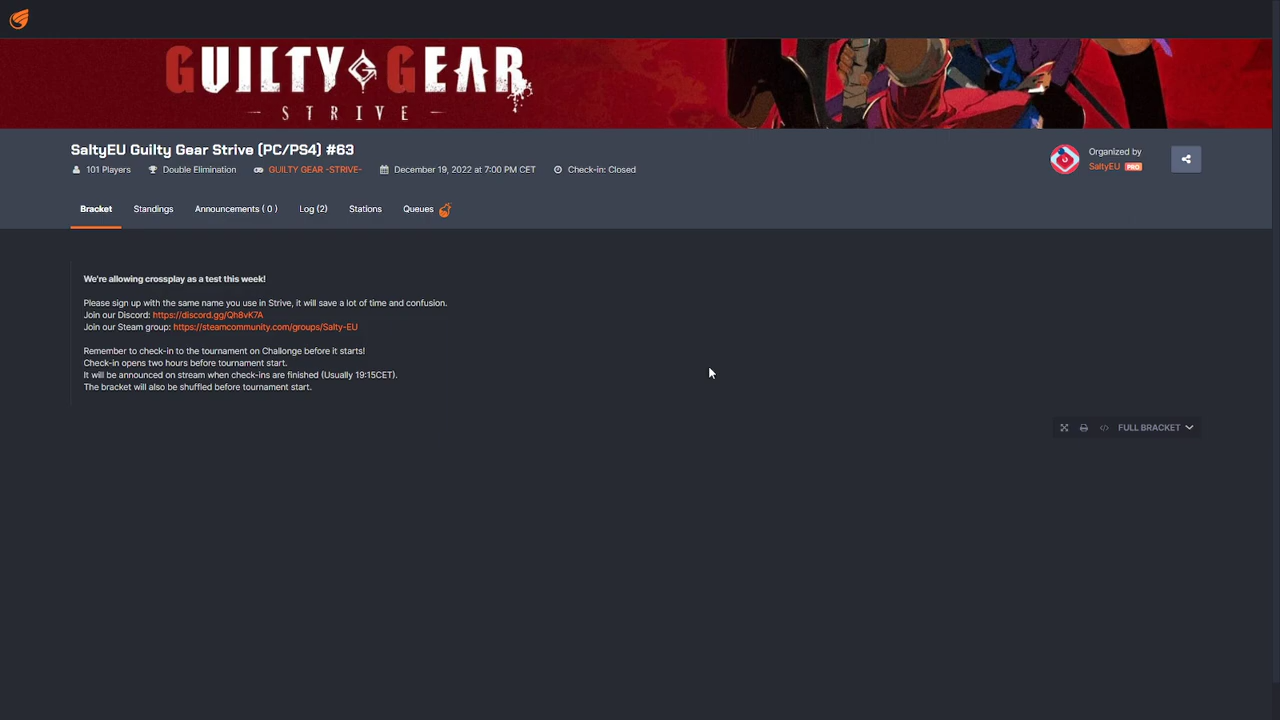 GUILTY GEAR
STRIVE
SaltyEU Guilty Gear Strive (PC/PS4) #63
101 Players Double Elimination GUILTY GEAR -STRIVE- December 19, 2022 at 7:00 PM CET Check-in: Closed
Organized by
SaltyEU PRO
Bracket Standings Announcements ( 0 ) Log (2) Stations Queues
We're allowing crossplay as a test this week!
Please sign up with the same name you use in Strive, it will save a lot of time and confusion.
Join our Discord: https://discord.gg/Qh8vK7A
Join our Steam group: https://steamcommunity.com/groups/Salty-EU
Remember to check-in to the tournament on Challonge before it starts!
Check-in opens two hours before tournament start.
It will be announced on stream when check-ins are finished (Usually 19:15CET).
The bracket will also be shuffled before tournament start.
FULL BRACKET